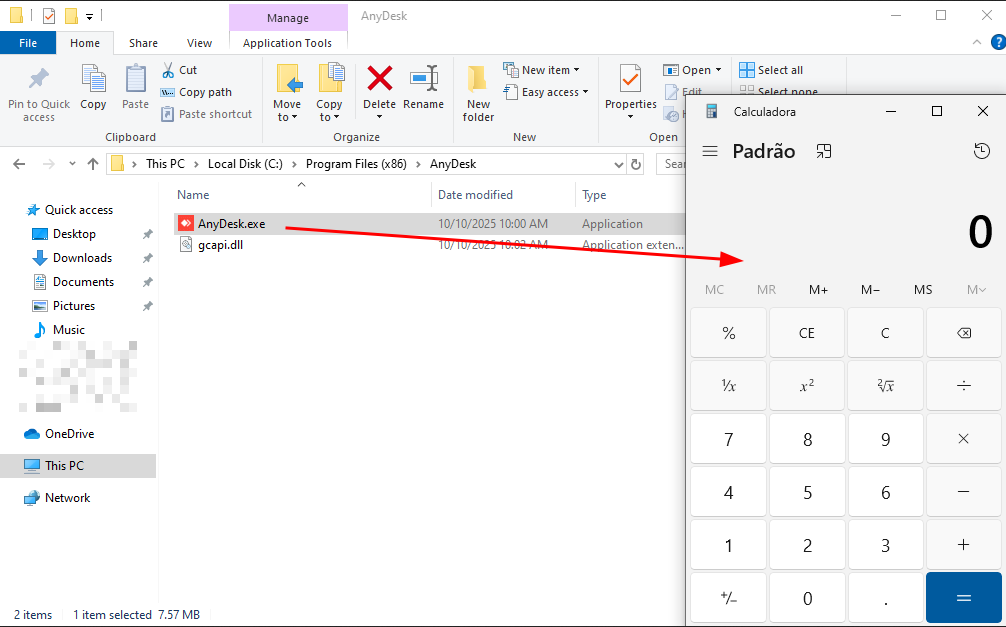 Manage
AnyDesk
File
Home
Share
View
Application Tools
Pin to Quick access
Copy
Paste
Cut
Copy path
Paste shortcut
Clipboard
Move to
Copy to
Delete
Rename
Organize
New folder
New item
Easy access
New
Properties
Open
Edit
Open
Select all
Select none
This PC
Local Disk (C:)
Program Files (x86)
AnyDesk
Name
Date modified
Type
AnyDesk.exe
10/10/2025 10:00 AM
Application
gcapi.dll
10/10/2025 10:02 AM
Application exten...
Quick access
Desktop
Downloads
Documents
Pictures
Music
OneDrive
This PC
Network
2 items
1 item selected 7.57 MB
Calculadora
Padrão
0
MC MR M+ M− MS M
% CE C
¹/x x² ²√x ÷
7 8 9 ×
4 5 6 −
1 2 3 +
+/− 0 . =